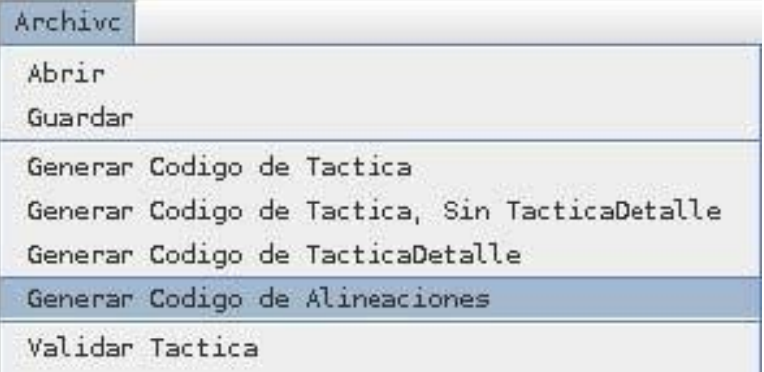 Archivc
Abrir
Guardar
Generar Codigo de Tactica
Generar Codigo de Tactica, Sin TacticaDetalle
Generar Codigo de TacticaDetalle
Generar Codigo de Alineaciones
Validar Tactica